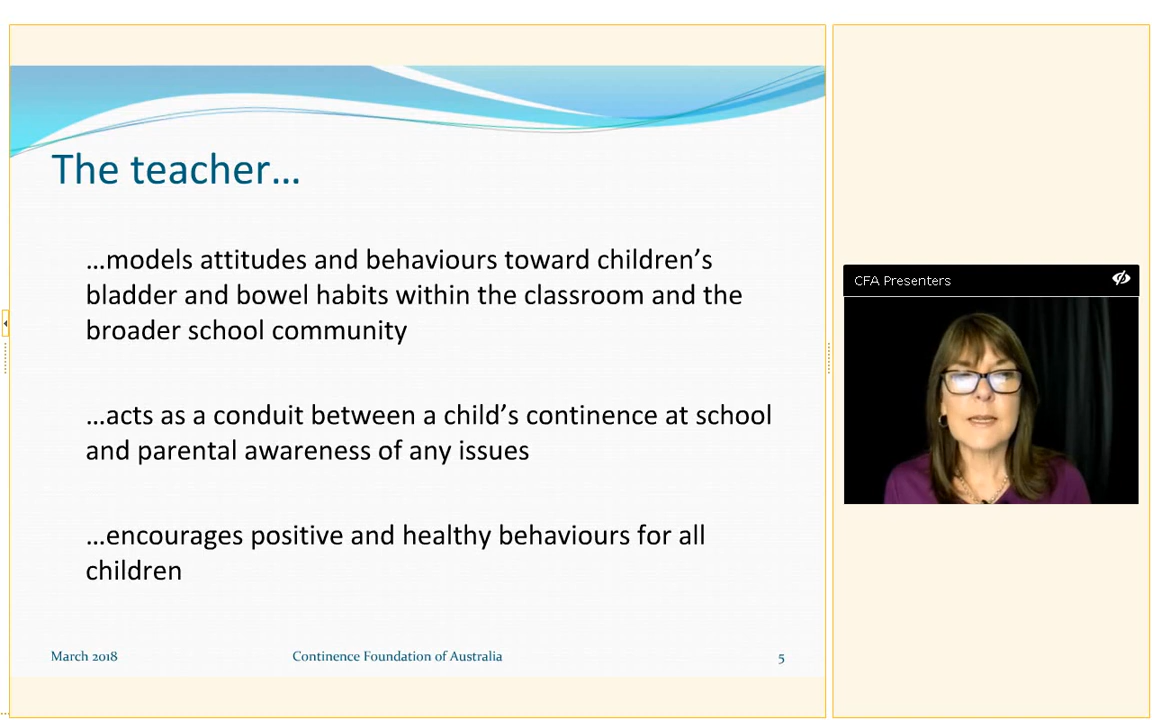 The teacher…
…models attitudes and behaviours toward children’s
bladder and bowel habits within the classroom and the
broader school community
…acts as a conduit between a child’s continence at school
and parental awareness of any issues
…encourages positive and healthy behaviours for all
children
March 2018
Continence Foundation of Australia
5
CFA Presenters